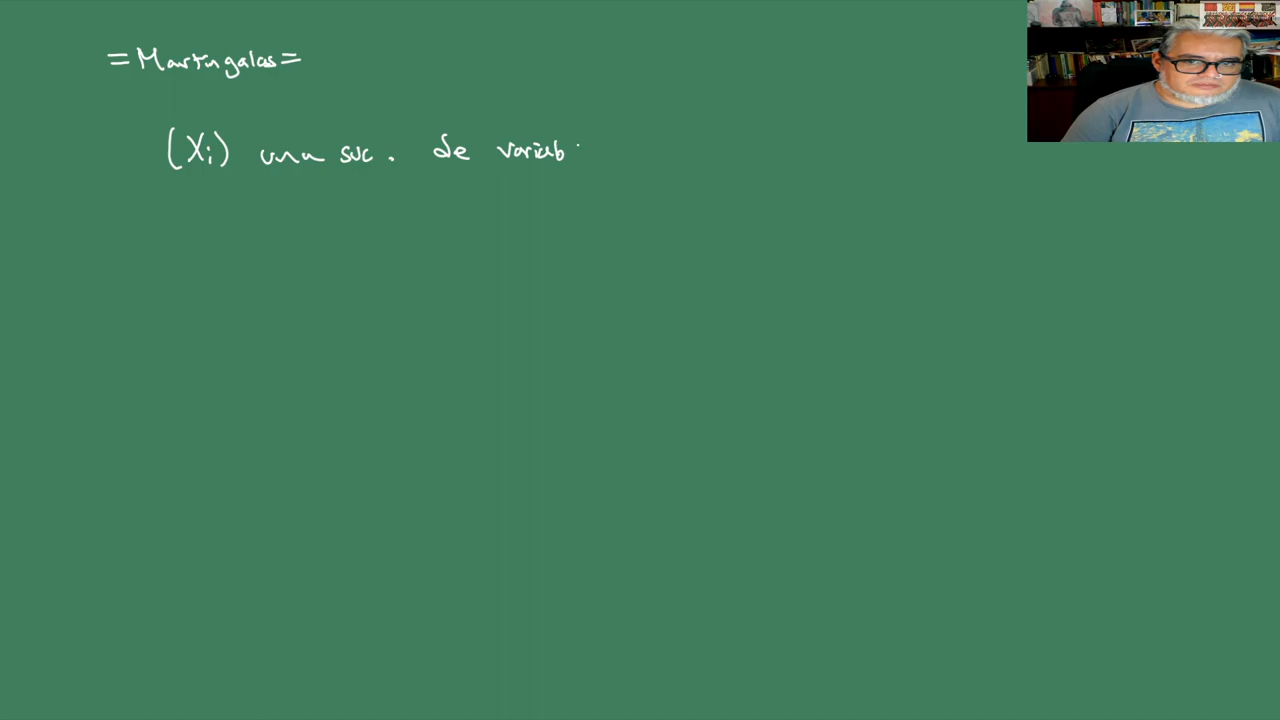 =Martingalas=
(Xi) una suc. de variab